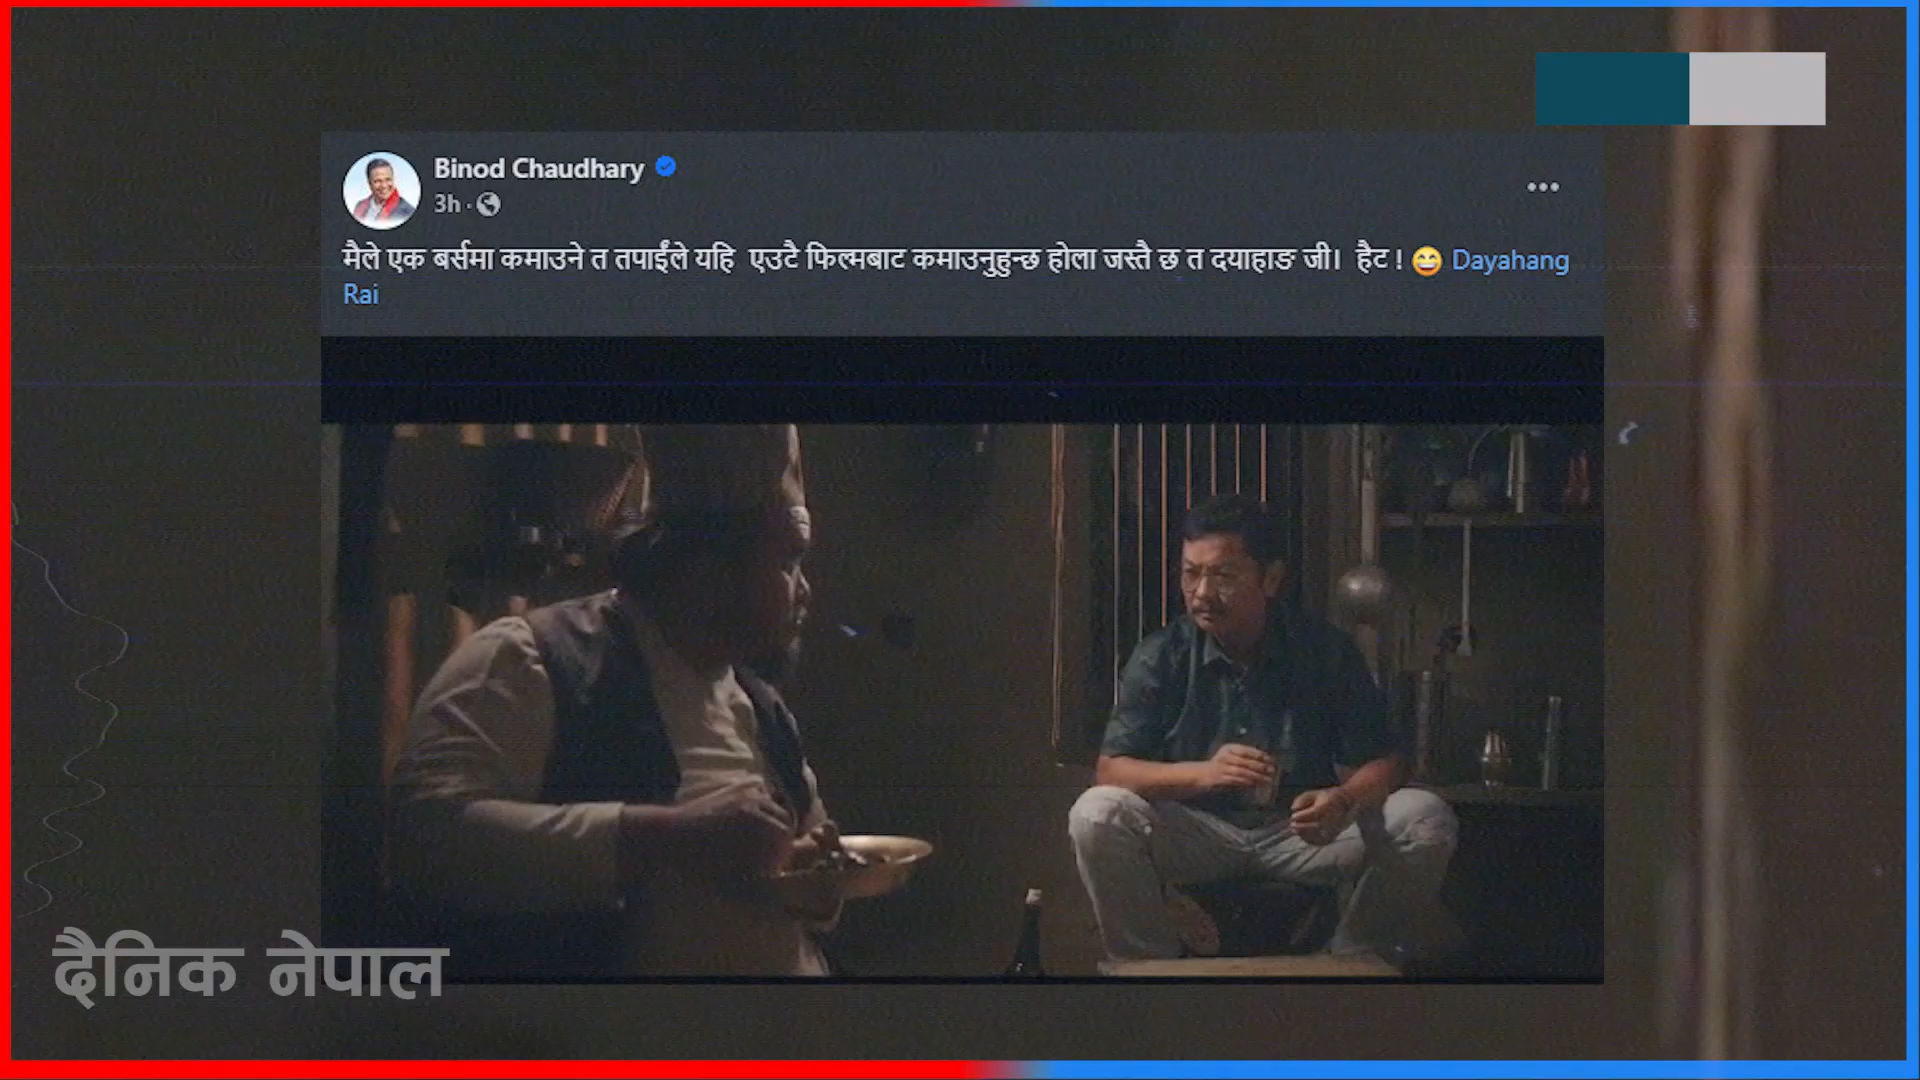 Binod Chaudhary
3h ·
मैले एक बर्समा कमाउने त तपाईंले यहि एउटै फिल्मबाट कमाउनुहुन्छ होला जस्तै छ त दयाहाङ जी। हैट ! 😄 Dayahang
Rai
दैनिक नेपाल